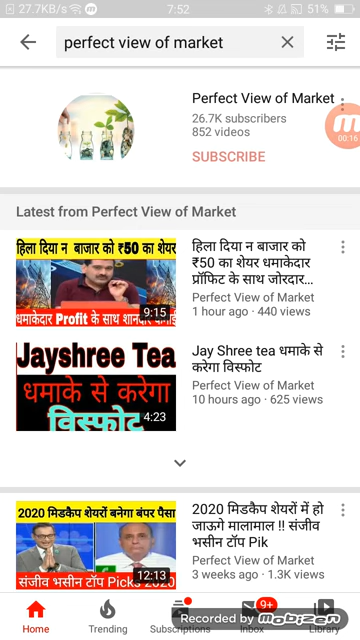 27.7KB/s
7:52
51%
perfect view of market
Perfect View of Market
26.7K subscribers
852 videos
SUBSCRIBE
00:16
Latest from Perfect View of Market
हिला दिया न बाजार को ₹50 का शेयर
धमाकेदार Profit के साथ
9:15
हिला दिया न बाजार को
₹50 का शेयर धमाकेदार
प्रॉफिट के साथ जोरदार...
Perfect View of Market
1 hour ago · 440 views
Jayshree Tea
धमाके से करेगा
विस्फोट
4:23
Jay Shree tea धमाके से
करेगा विस्फोट
Perfect View of Market
10 hours ago · 625 views
2020 मिडकैप शेयरों बनेगा बंपर पैसा
संजीव भसीन टॉप Picks 2020
12:13
2020 मिडकैप शेयरों में हो
जाऊगे मालामाल !! संजीव
भसीन टॉप Pik
Perfect View of Market
3 weeks ago · 1.3K views
9+
Home
Trending
Subscriptions
Inbox
Library
Recorded by mobizen